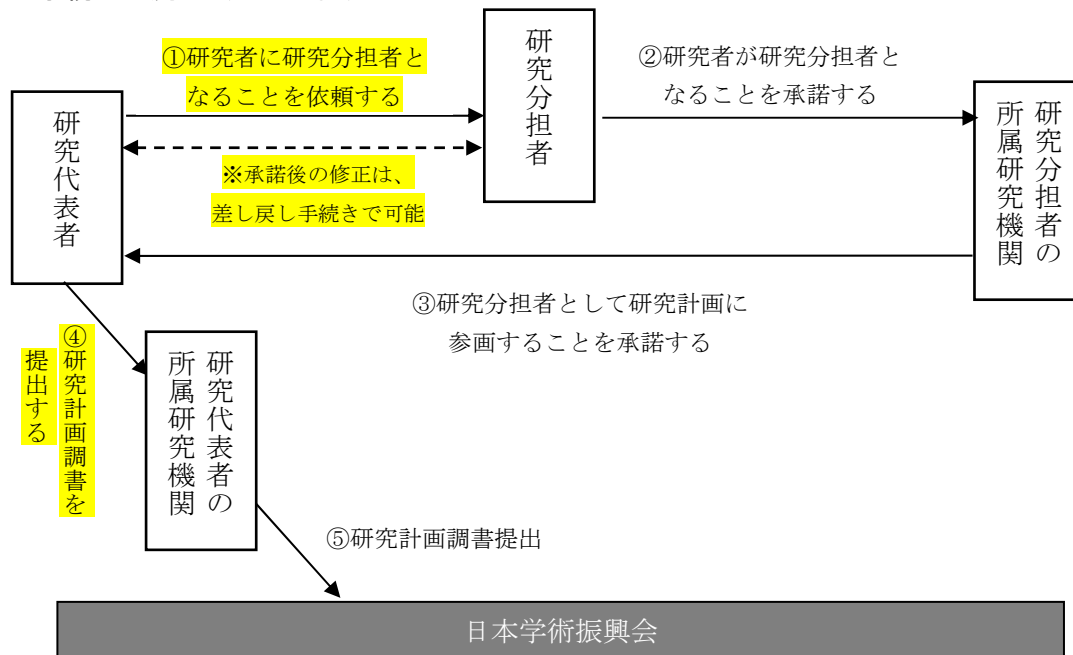 ①研究者に研究分担者と
なることを依頼する
研究分担者
②研究者が研究分担者と
なることを承諾する
研究代表者
※承諾後の修正は、
差し戻し手続きで可能
研究分担者の
所属研究機関
③研究分担者として研究計画に
参画することを承諾する
④研究計画調書を
提出する
研究代表者の
所属研究機関
⑤研究計画調書提出
日本学術振興会